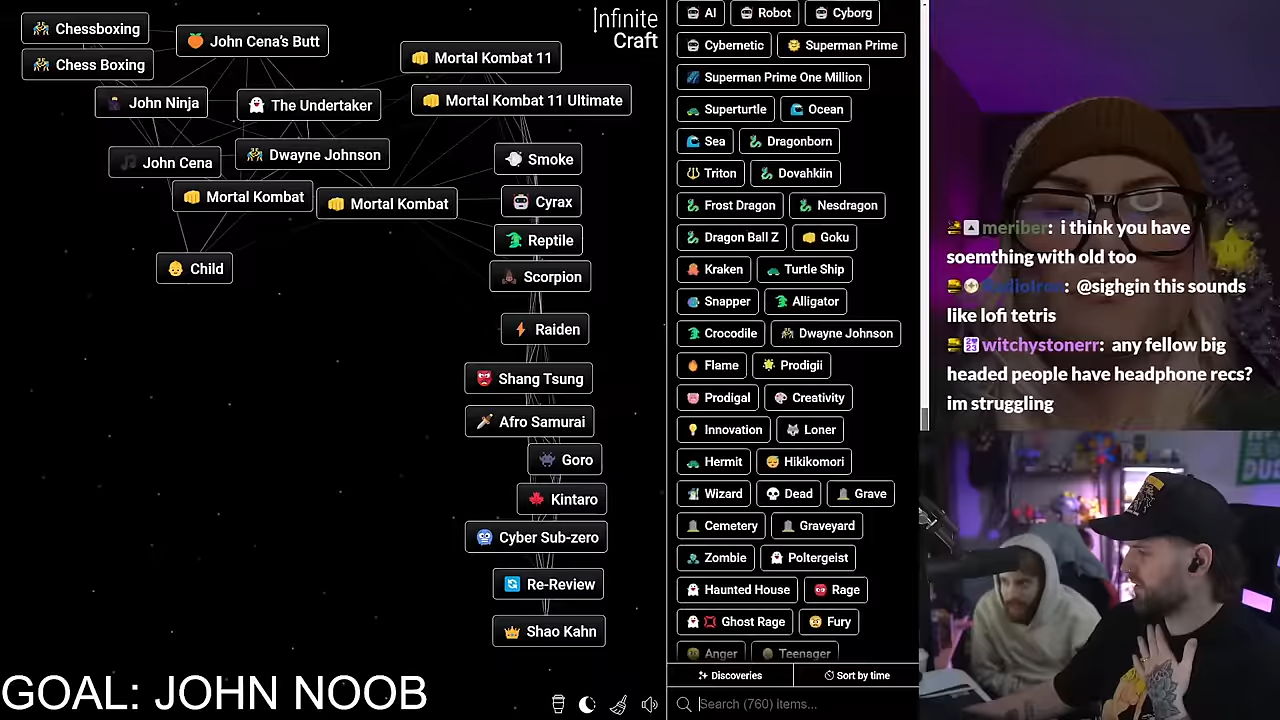 Chessboxing
Chess Boxing
John Cena's Butt
John Ninja
The Undertaker
John Cena
Dwayne Johnson
Mortal Kombat
Mortal Kombat
Child
Mortal Kombat 11
Mortal Kombat 11 Ultimate
Infinite
Craft
Smoke
Cyrax
Reptile
Scorpion
Raiden
Shang Tsung
Afro Samurai
Goro
Kintaro
Cyber Sub-zero
Re-Review
Shao Kahn
GOAL: JOHN NOOB
AI Robot Cyborg
Cybernetic Superman Prime
Superman Prime One Million
Superturtle Ocean
Sea Dragonborn
Triton Dovahkiin
Frost Dragon Nesdragon
Dragon Ball Z Goku
Kraken Turtle Ship
Snapper Alligator
Crocodile Dwayne Johnson
Flame Prodigii
Prodigal Creativity
Innovation Loner
Hermit Hikikomori
Wizard Dead Grave
Cemetery Graveyard
Zombie Poltergeist
Haunted House Rage
Ghost Rage Fury
Anger Teenager
Discoveries Sort by time
Search (760) items...
meriber: i think you have
soemthing with old too
: @sighgin this sounds
like lofi tetris
witchystonerr: any fellow big
headed people have headphone recs?
im struggling